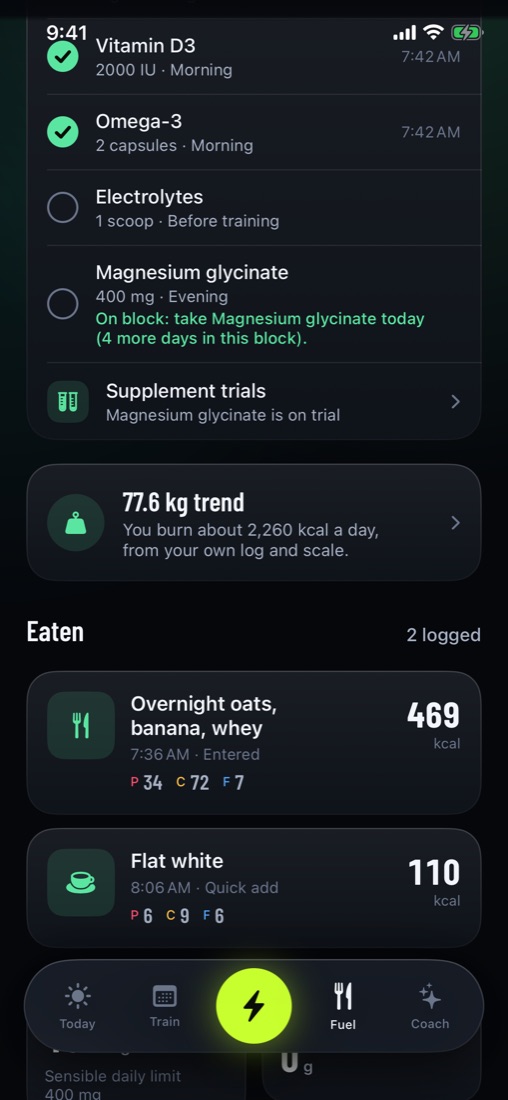 9:41
Vitamin D3
2000 IU · Morning
7:42 AM
Omega-3
2 capsules · Morning
7:42 AM
Electrolytes
1 scoop · Before training
Magnesium glycinate
400 mg · Evening
On block: take Magnesium glycinate today
(4 more days in this block).
Supplement trials
Magnesium glycinate is on trial
77.6 kg trend
You burn about 2,260 kcal a day,
from your own log and scale.
Eaten
2 logged
Overnight oats,
banana, whey
7:36 AM · Entered
P 34 C 72 F 7
469
kcal
Flat white
8:06 AM · Quick add
P 6 C 9 F 6
110
kcal
Today
Train
Fuel
Coach
Sensible daily limit
400 mg
0 g